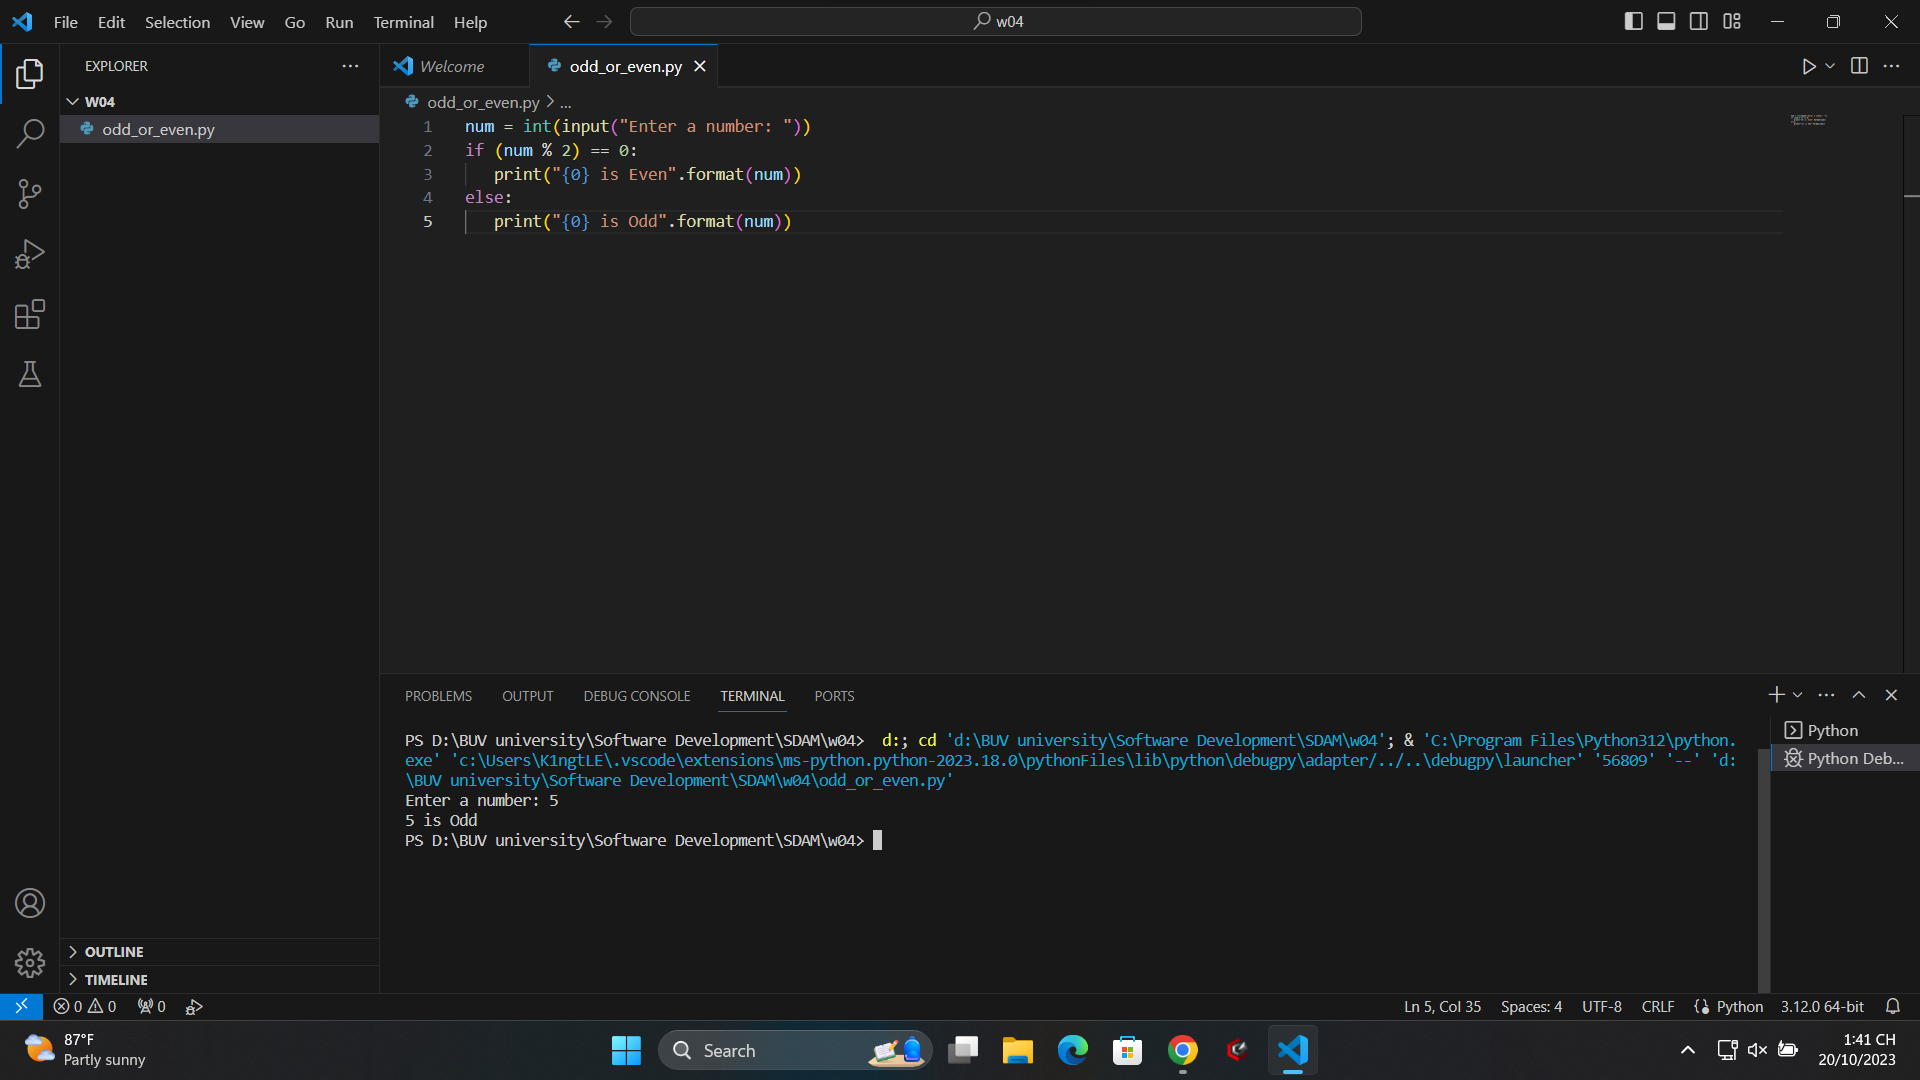 File Edit Selection View Go Run Terminal Help
w04
EXPLORER
W04
odd_or_even.py
Welcome
odd_or_even.py
odd_or_even.py > ...
1 num = int(input("Enter a number: "))
2 if (num % 2) == 0:
3    print("{0} is Even".format(num))
4 else:
5    print("{0} is Odd".format(num))
PROBLEMS OUTPUT DEBUG CONSOLE TERMINAL PORTS
PS D:\BUV university\Software Development\SDAM\w04>  d:; cd 'd:\BUV university\Software Development\SDAM\w04'; & 'C:\Program Files\Python312\python.
exe' 'c:\Users\K1ngtLE\.vscode\extensions\ms-python.python-2023.18.0\pythonFiles\lib\python\debugpy\adapter/../..\debugpy\launcher' '56809' '--' 'd:
\BUV university\Software Development\SDAM\w04\odd_or_even.py'
Enter a number: 5
5 is Odd
PS D:\BUV university\Software Development\SDAM\w04>
Python
Python Deb...
OUTLINE
TIMELINE
0 0 0
Ln 5, Col 35 Spaces: 4 UTF-8 CRLF Python 3.12.0 64-bit
87°F
Partly sunny
Search
1:41 CH
20/10/2023